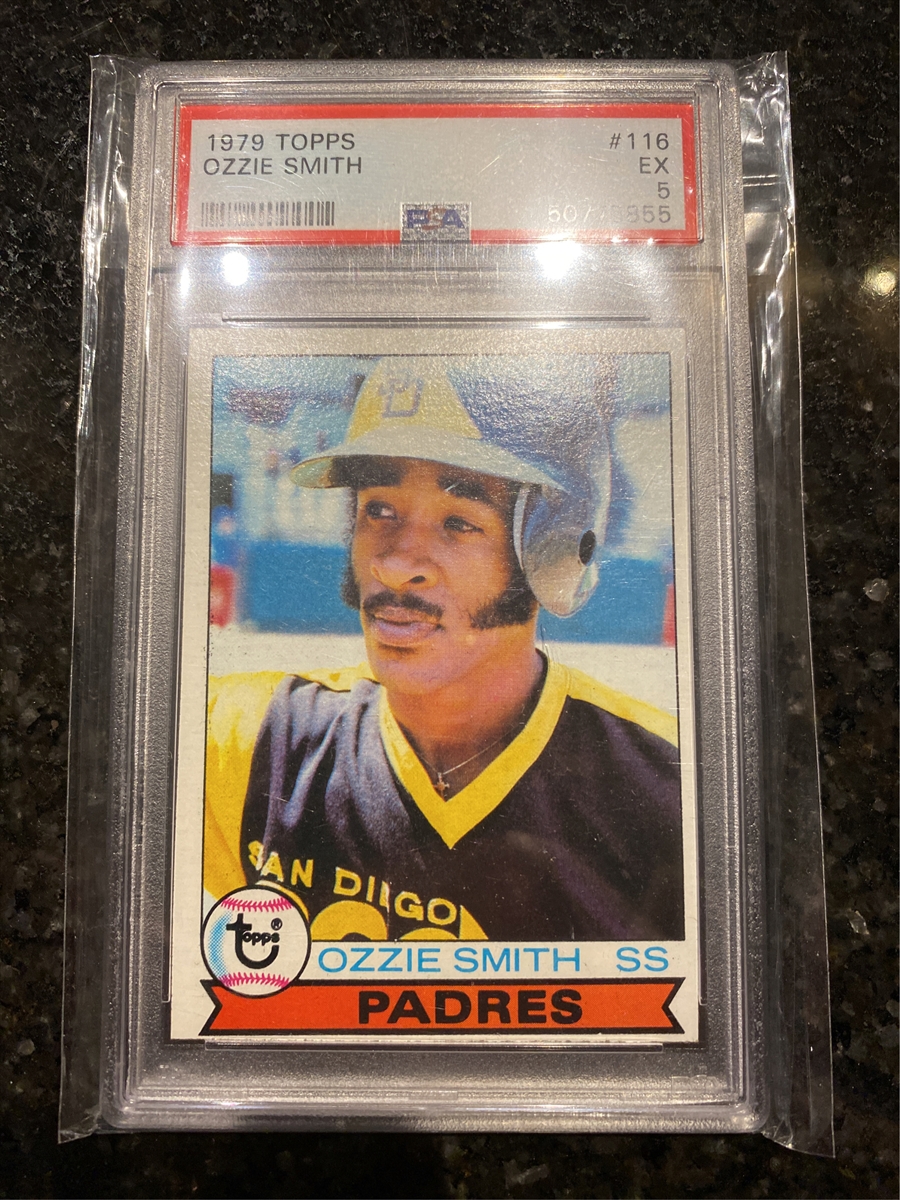 1979 TOPPS #116
OZZIE SMITH EX
5
PSA
SAN DIEGO
topps®
OZZIE SMITH SS
PADRES